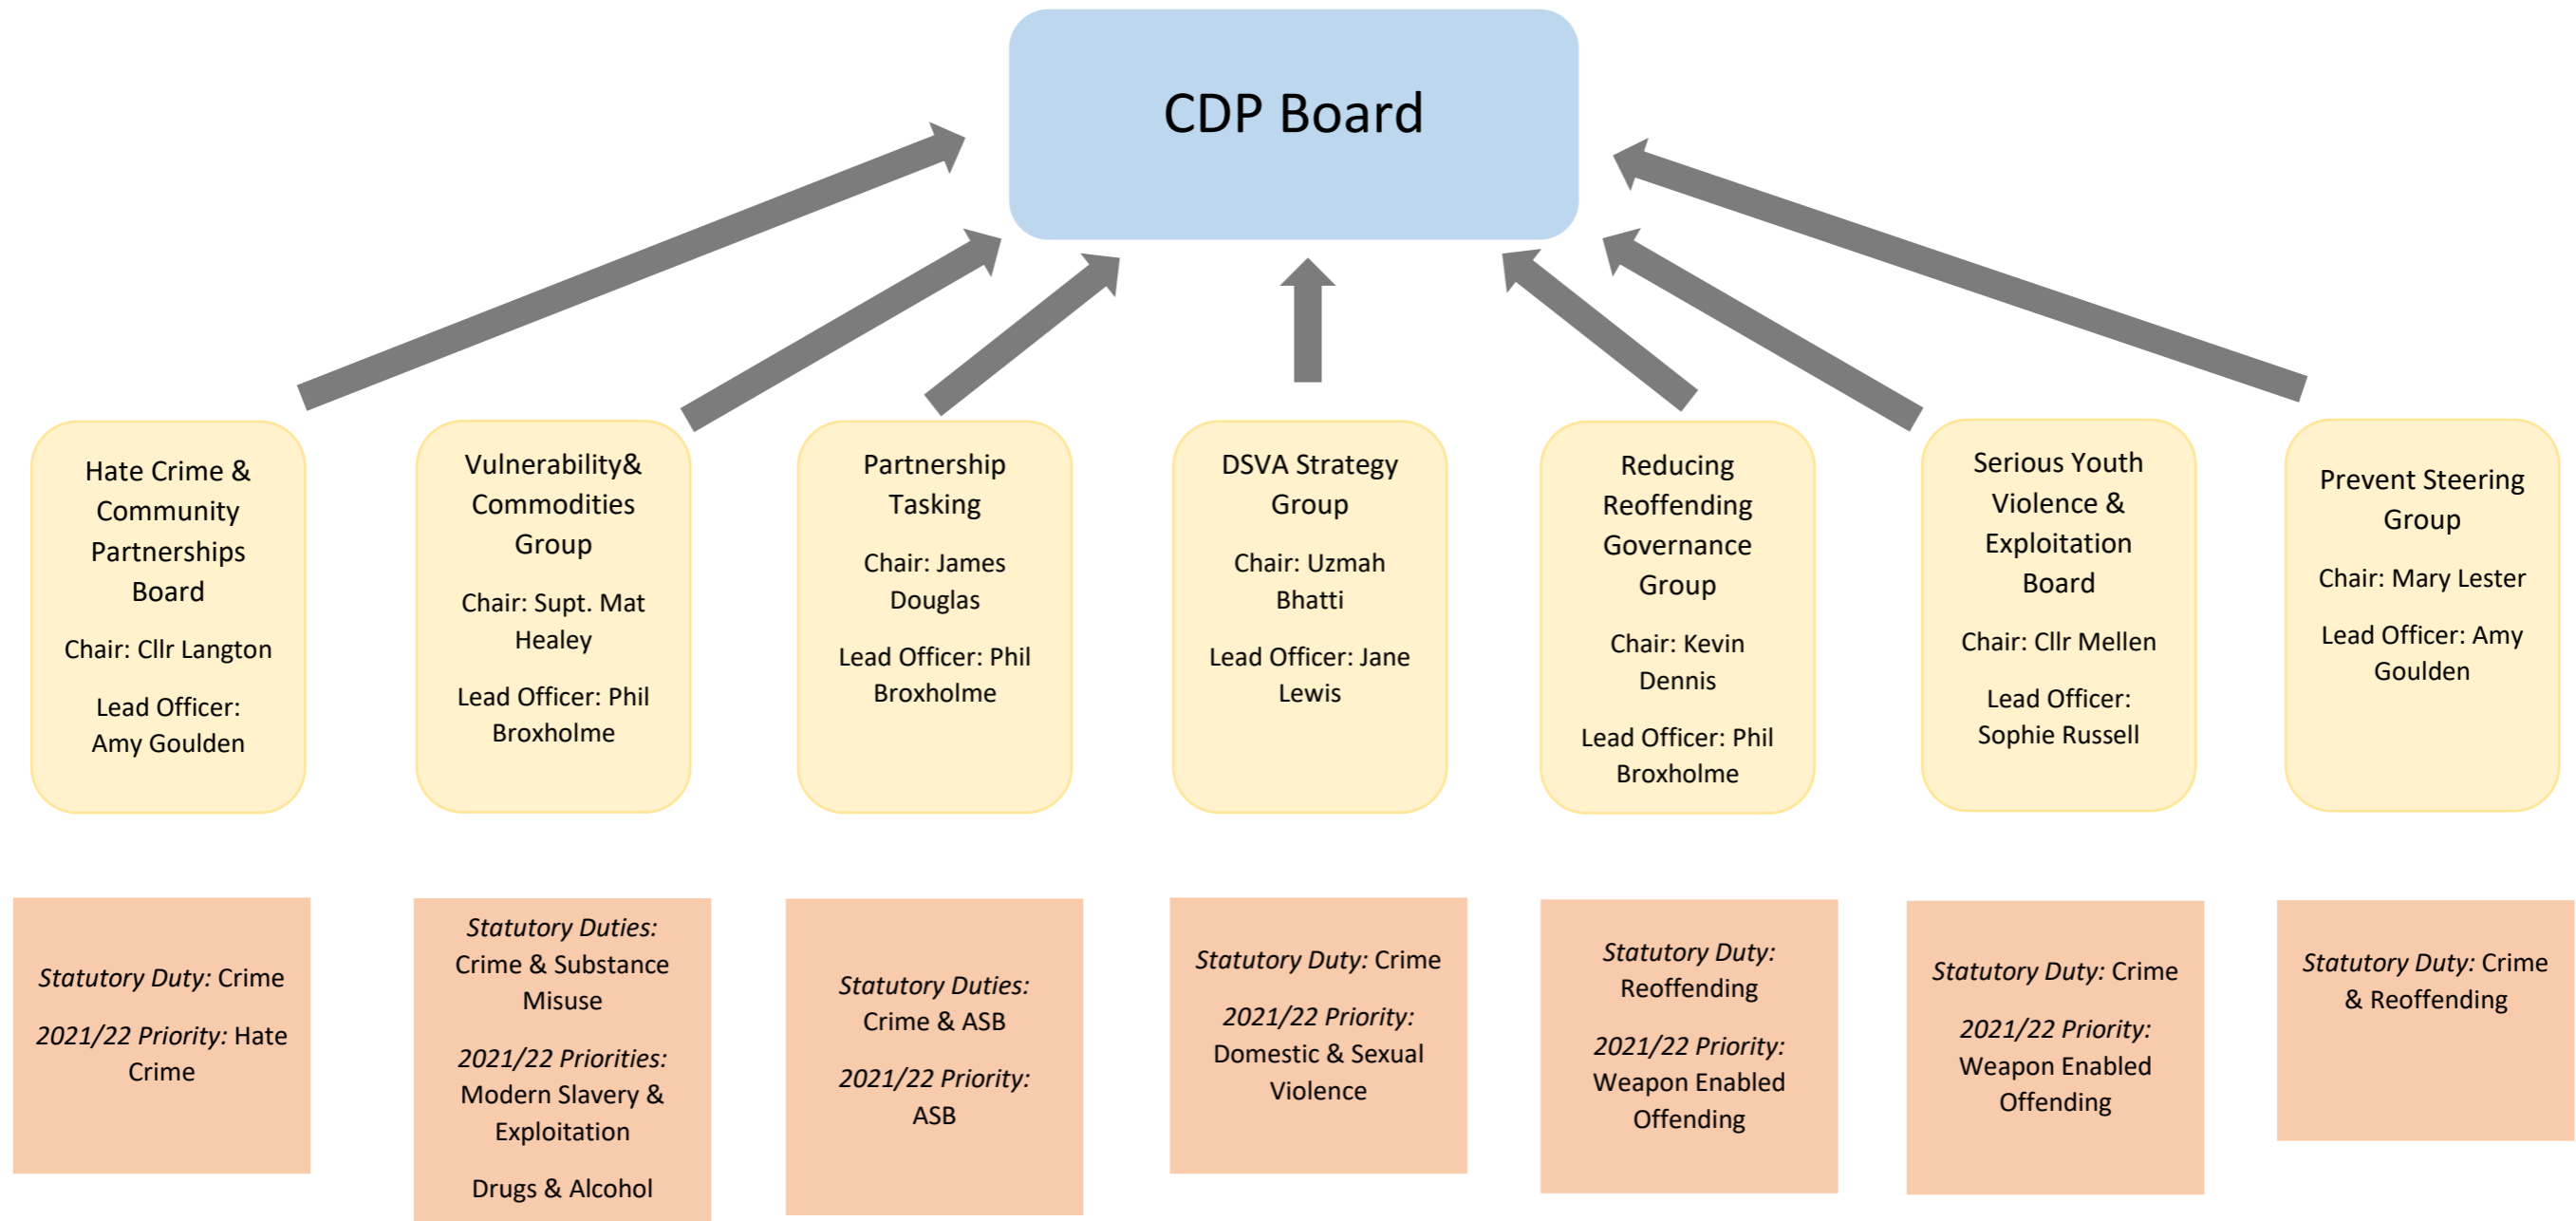 CDP Board
Hate Crime &
Community
Partnerships
Board
Chair: Cllr Langton
Lead Officer:
Amy Goulden
Vulnerability&
Commodities
Group
Chair: Supt. Mat
Healey
Lead Officer: Phil
Broxholme
Partnership
Tasking
Chair: James
Douglas
Lead Officer: Phil
Broxholme
DSVA Strategy
Group
Chair: Uzmah
Bhatti
Lead Officer: Jane
Lewis
Reducing
Reoffending
Governance
Group
Chair: Kevin
Dennis
Lead Officer: Phil
Broxholme
Serious Youth
Violence &
Exploitation
Board
Chair: Cllr Mellen
Lead Officer:
Sophie Russell
Prevent Steering
Group
Chair: Mary Lester
Lead Officer: Amy
Goulden
Statutory Duty: Crime
2021/22 Priority: Hate
Crime
Statutory Duties:
Crime & Substance
Misuse
2021/22 Priorities:
Modern Slavery &
Exploitation
Drugs & Alcohol
Statutory Duties:
Crime & ASB
2021/22 Priority:
ASB
Statutory Duty: Crime
2021/22 Priority:
Domestic & Sexual
Violence
Statutory Duty:
Reoffending
2021/22 Priority:
Weapon Enabled
Offending
Statutory Duty: Crime
2021/22 Priority:
Weapon Enabled
Offending
Statutory Duty: Crime
& Reoffending